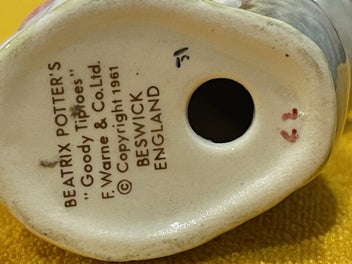 BEATRIX POTTER'S
"Goody Tiptoes"
F. Warne & Co. Ltd.
© Copyright 1961
BESWICK
ENGLAND